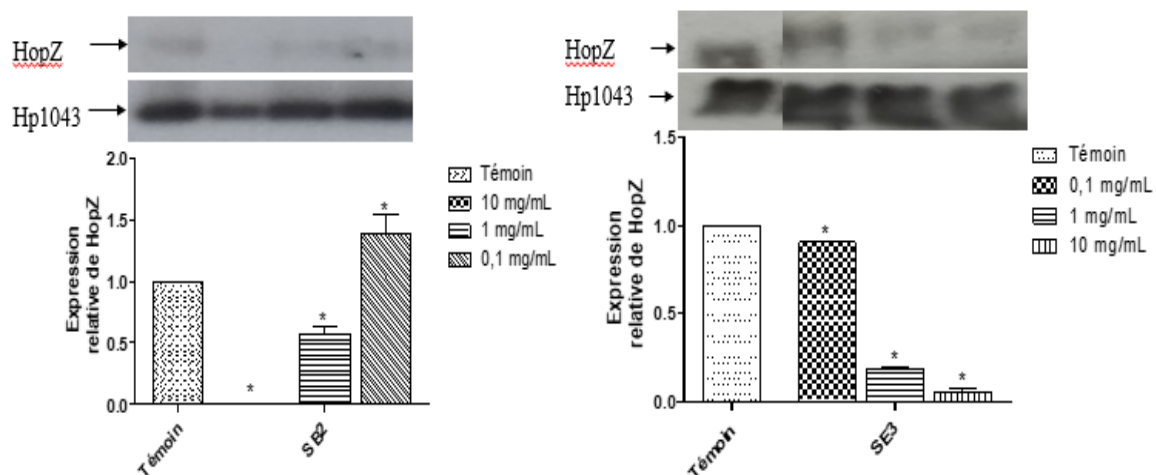 HopZ
Hp1043
2.0
1.5
1.0
0.5
0.0
Expression
relative de HopZ
*
*
*
Témoin
SB2
Témoin
10 mg/mL
1 mg/mL
0,1 mg/mL
HopZ
Hp1043
1.5
1.0
0.5
0.0
Expression
relative de HopZ
*
*
*
Témoin
SE3
Témoin
0,1 mg/mL
1 mg/mL
10 mg/mL